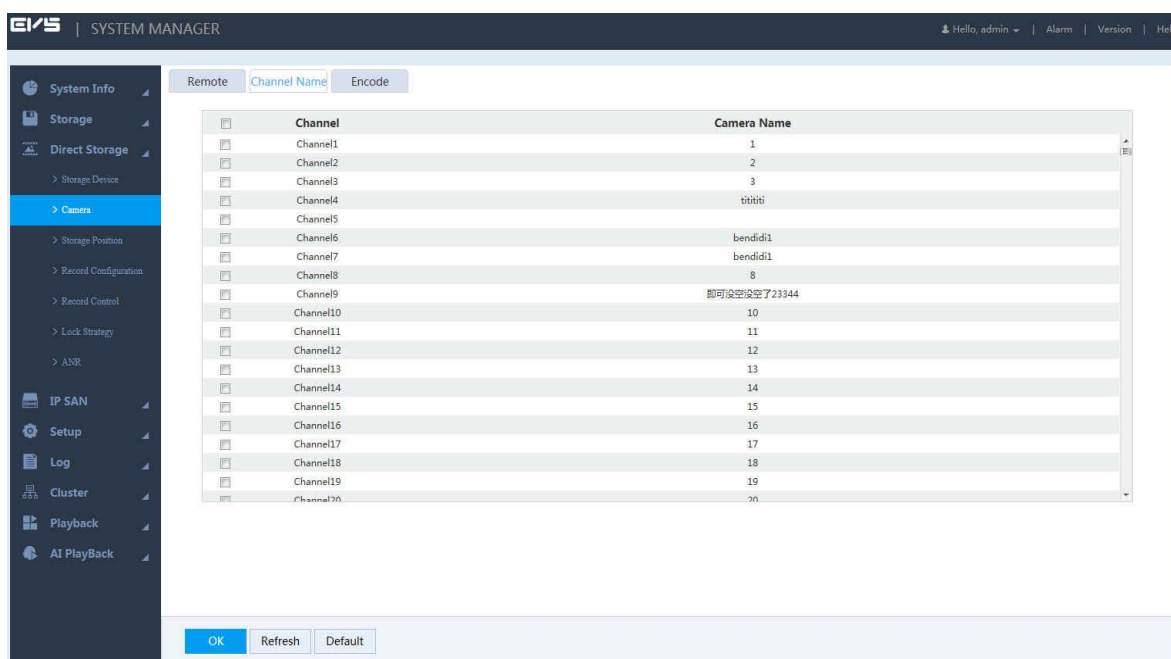 EVS | SYSTEM MANAGER
Hello, admin | Alarm | Version | Hel
System Info
Storage
Direct Storage
> Storage Device
> Camera
> Storage Position
> Record Configuration
> Record Control
> Lock Strategy
> ANR
IP SAN
Setup
Log
Cluster
Playback
AI PlayBack
Remote Channel Name Encode
Channel Camera Name
Channel1 1
Channel2 2
Channel3 3
Channel4 titititi
Channel5
Channel6 bendidi1
Channel7 bendidi1
Channel8 8
Channel9 即可没空没空了23344
Channel10 10
Channel11 11
Channel12 12
Channel13 13
Channel14 14
Channel15 15
Channel16 16
Channel17 17
Channel18 18
Channel19 19
Channel20 20
OK Refresh Default